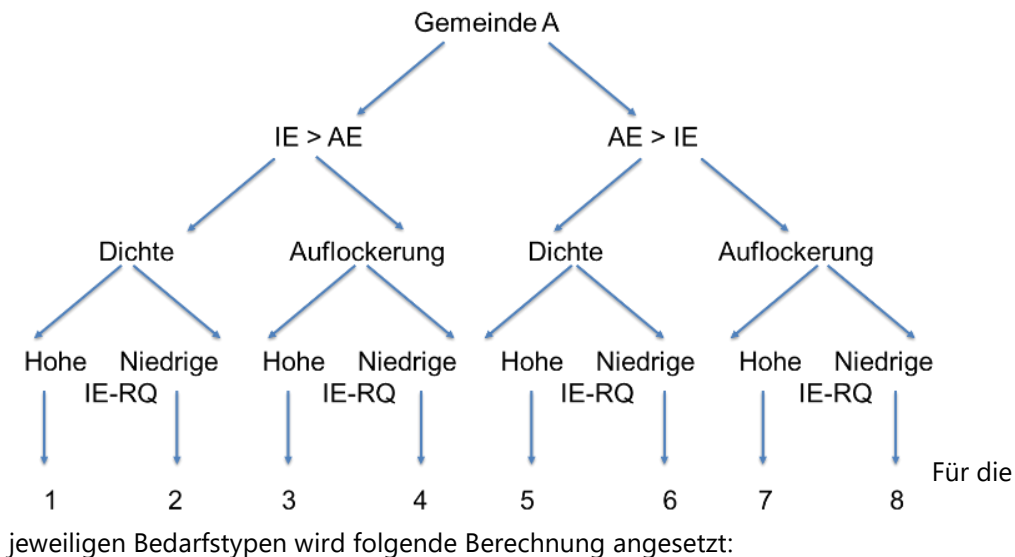 Gemeinde A
IE > AE AE > IE
Dichte Auflockerung Dichte Auflockerung
Hohe Niedrige Hohe Niedrige Hohe Niedrige Hohe Niedrige
IE-RQ IE-RQ IE-RQ IE-RQ
1 2 3 4 5 6 7 8 Für die
jeweiligen Bedarfstypen wird folgende Berechnung angesetzt: